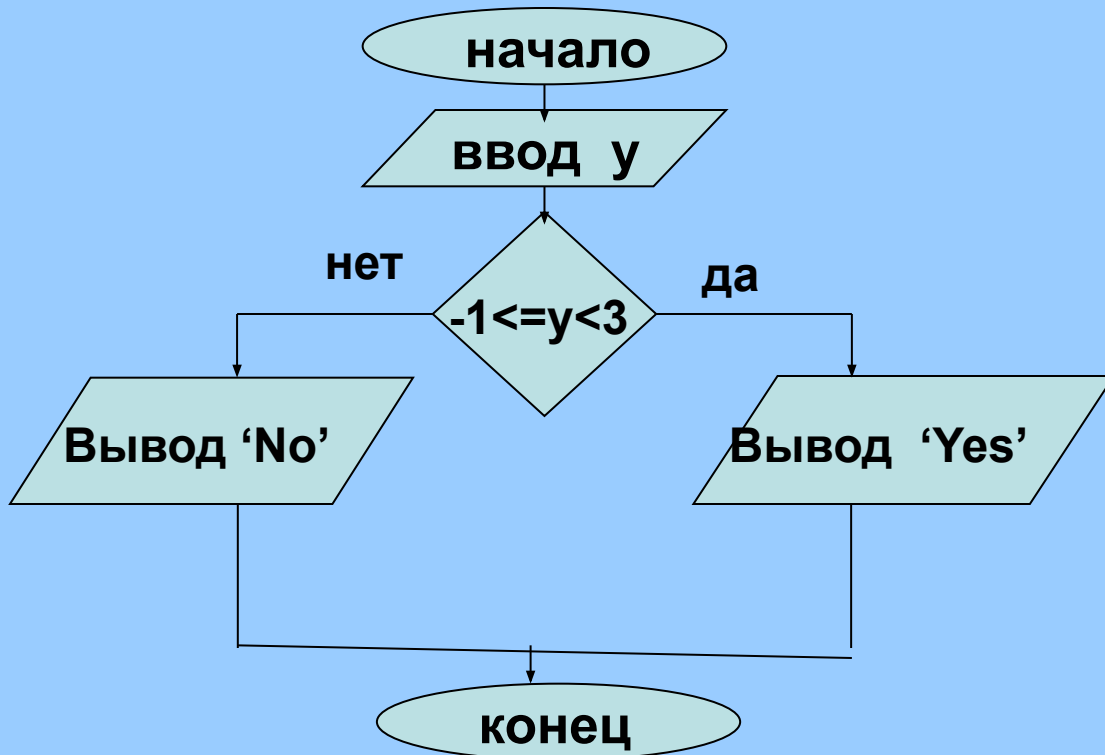 начало
ввод у
нет
да
-1<=y<3
Вывод ‘No’
Вывод ‘Yes’
конец